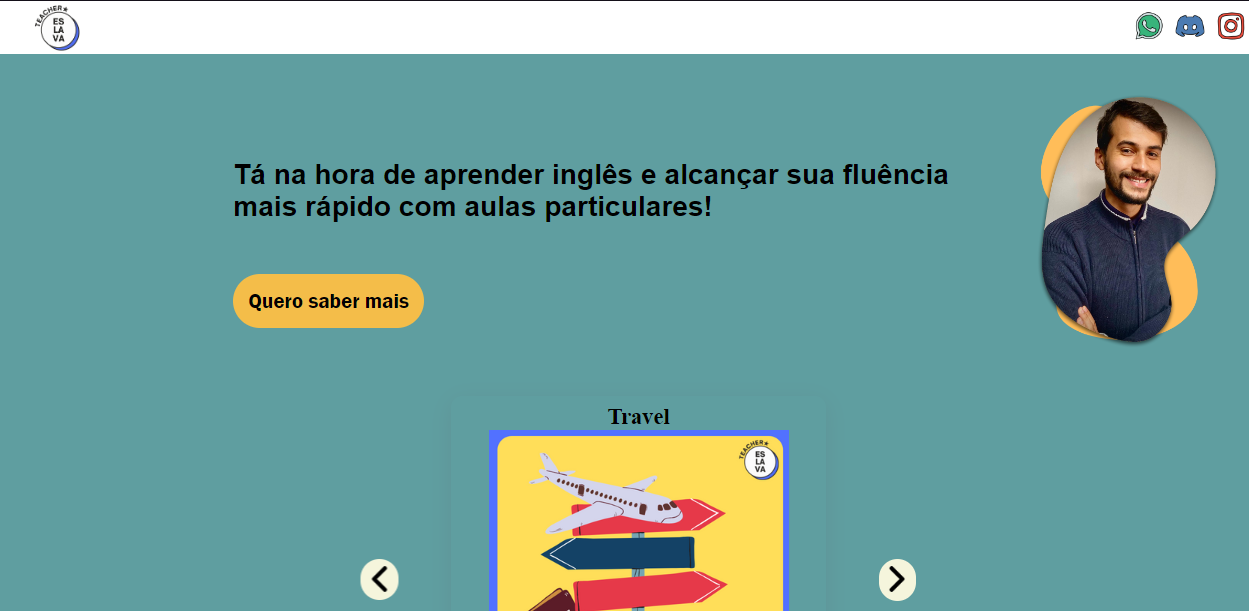 TEACHER★
ES
LA
VA
Tá na hora de aprender inglês e alcançar sua fluência
mais rápido com aulas particulares!
Quero saber mais
Travel
TEACHER★
ES
LA
VA